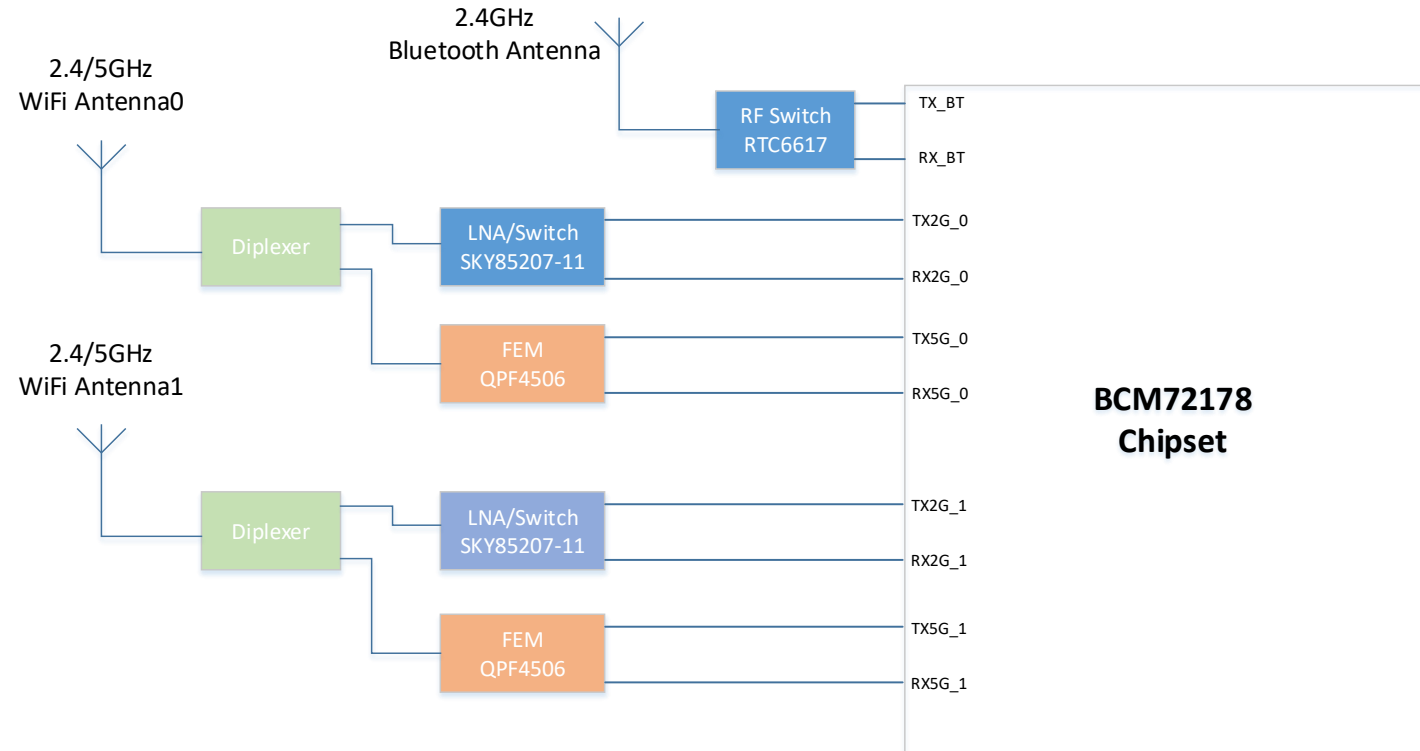 2.4GHz
Bluetooth Antenna
2.4/5GHz
WiFi Antenna0
RF Switch
RTC6617
TX_BT
RX_BT
Diplexer
LNA/Switch
SKY85207-11
TX2G_0
RX2G_0
FEM
QPF4506
TX5G_0
RX5G_0
2.4/5GHz
WiFi Antenna1
BCM72178
Chipset
Diplexer
LNA/Switch
SKY85207-11
TX2G_1
RX2G_1
FEM
QPF4506
TX5G_1
RX5G_1